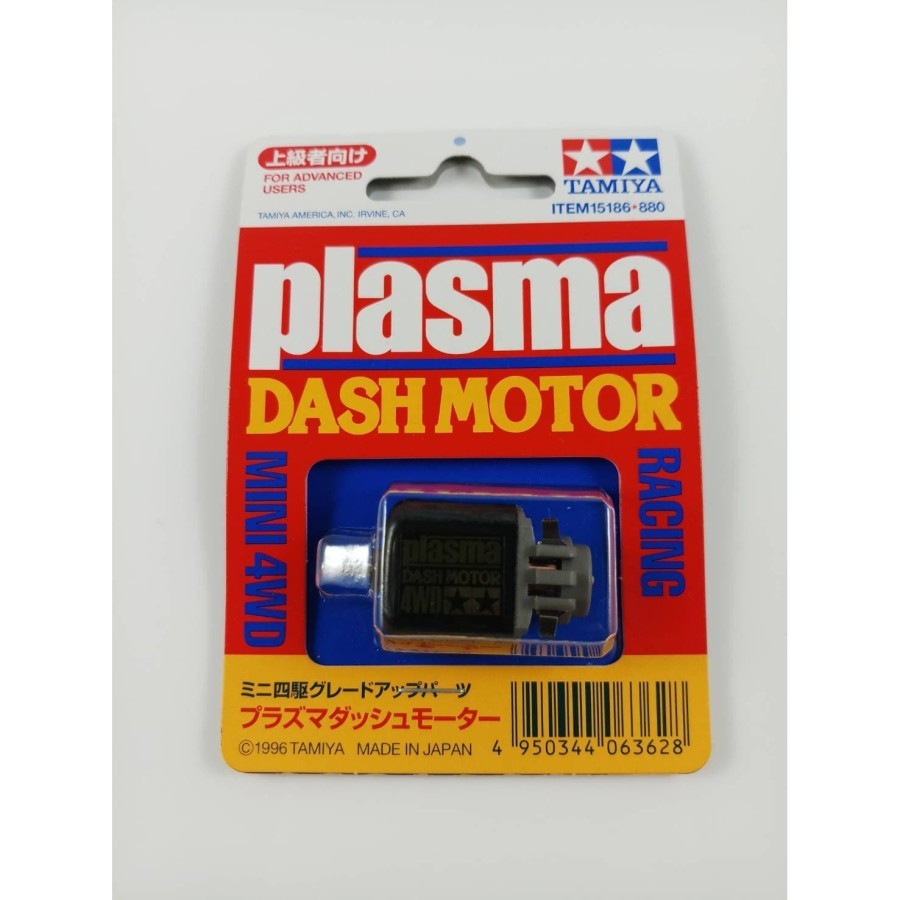 上級者向け
FOR ADVANCED
USERS
TAMIYA AMERICA, INC. IRVINE, CA
TAMIYA
ITEM 15186*880
plasma
DASH MOTOR
MINI 4WD
RACING
plasma
DASH MOTOR
4WD
ミニ四駆グレードアップパーツ
プラズマダッシュモーター
©1996 TAMIYA MADE IN JAPAN
4 950344 063628